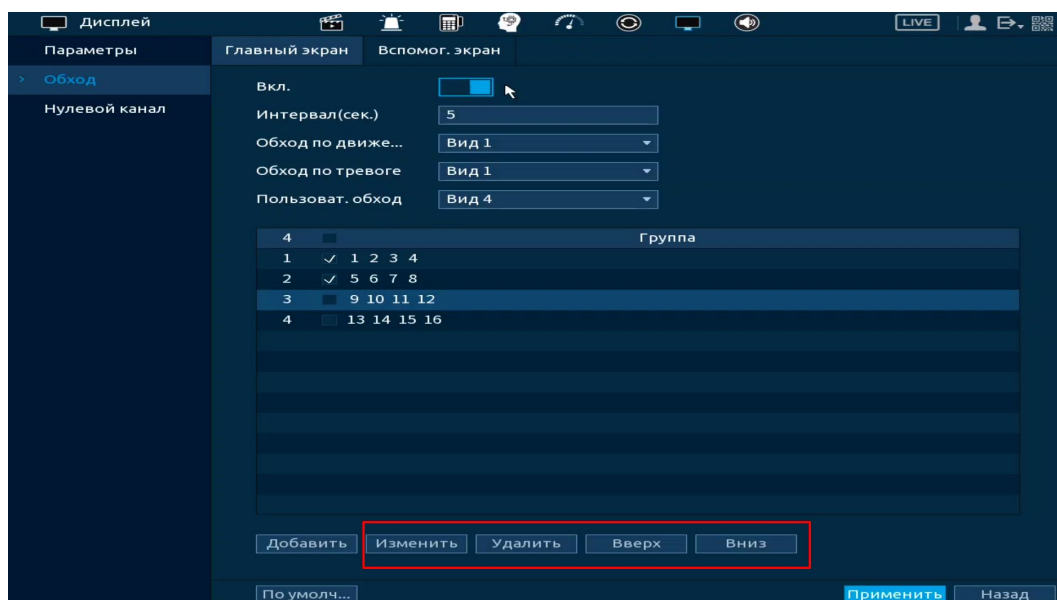 Дисплей LIVE
Параметры
Обход
Нулевой канал
Главный экран Вспомог. экран
Вкл.
Интервал(сек.) 5
Обход по движе... Вид 1
Обход по тревоге Вид 1
Пользоват. обход Вид 4
4 Группа
1 1 2 3 4
2 5 6 7 8
3 9 10 11 12
4 13 14 15 16
Добавить Изменить Удалить Вверх Вниз
По умолч... Применить Назад